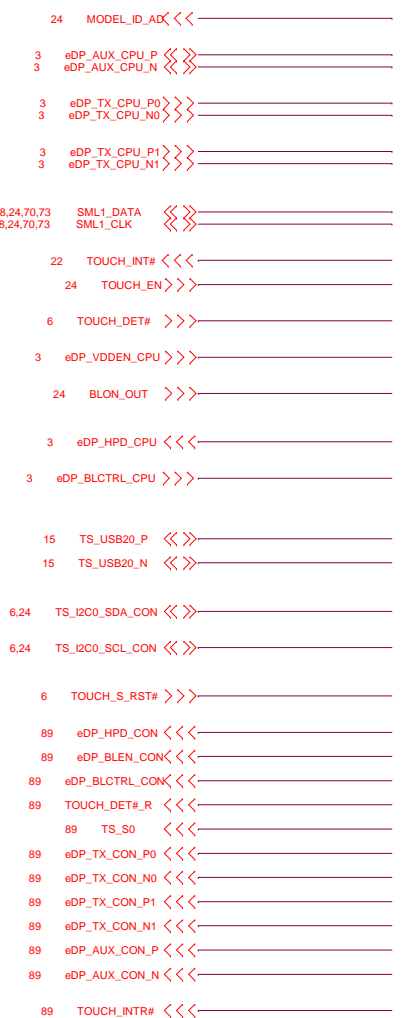 24 MODEL_ID_AD
3 eDP_AUX_CPU_P
3 eDP_AUX_CPU_N
3 eDP_TX_CPU_P0
3 eDP_TX_CPU_N0
3 eDP_TX_CPU_P1
3 eDP_TX_CPU_N1
8,24,70,73 SML1_DATA
8,24,70,73 SML1_CLK
22 TOUCH_INT#
24 TOUCH_EN
6 TOUCH_DET#
3 eDP_VDDEN_CPU
24 BLON_OUT
3 eDP_HPD_CPU
3 eDP_BLCTRL_CPU
15 TS_USB20_P
15 TS_USB20_N
6,24 TS_I2C0_SDA_CON
6,24 TS_I2C0_SCL_CON
6 TOUCH_S_RST#
89 eDP_HPD_CON
89 eDP_BLEN_CON
89 eDP_BLCTRL_CON
89 TOUCH_DET#_R
89 TS_S0
89 eDP_TX_CON_P0
89 eDP_TX_CON_N0
89 eDP_TX_CON_P1
89 eDP_TX_CON_N1
89 eDP_AUX_CON_P
89 eDP_AUX_CON_N
89 TOUCH_INTR#